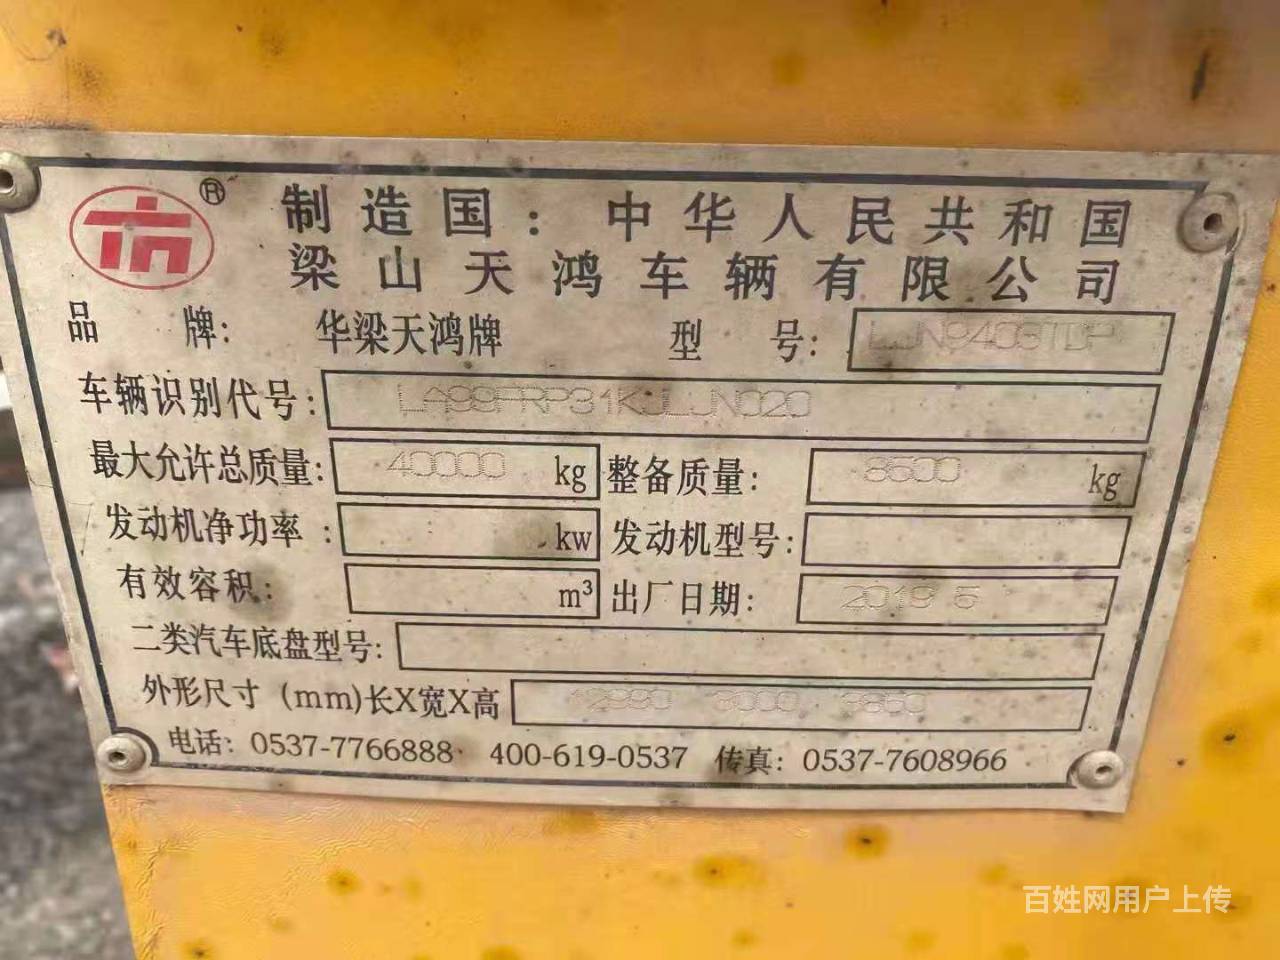 ®
制造国：中华人民共和国
梁山天鸿车辆有限公司
品 牌： 华梁天鸿牌 型 号： LJN9403TDP
车辆识别代号： LA99FRP31KJLJN020
最大允许总质量： 40000 kg 整备质量： 8500 kg
发动机净功率： kw 发动机型号：
有效容积： m³ 出厂日期： 2019 5
二类汽车底盘型号：
外形尺寸 (mm)长X宽X高 12990 3000 3850
电话：0537-7766888 400-619-0537 传真：0537-7608966
百姓网用户上传